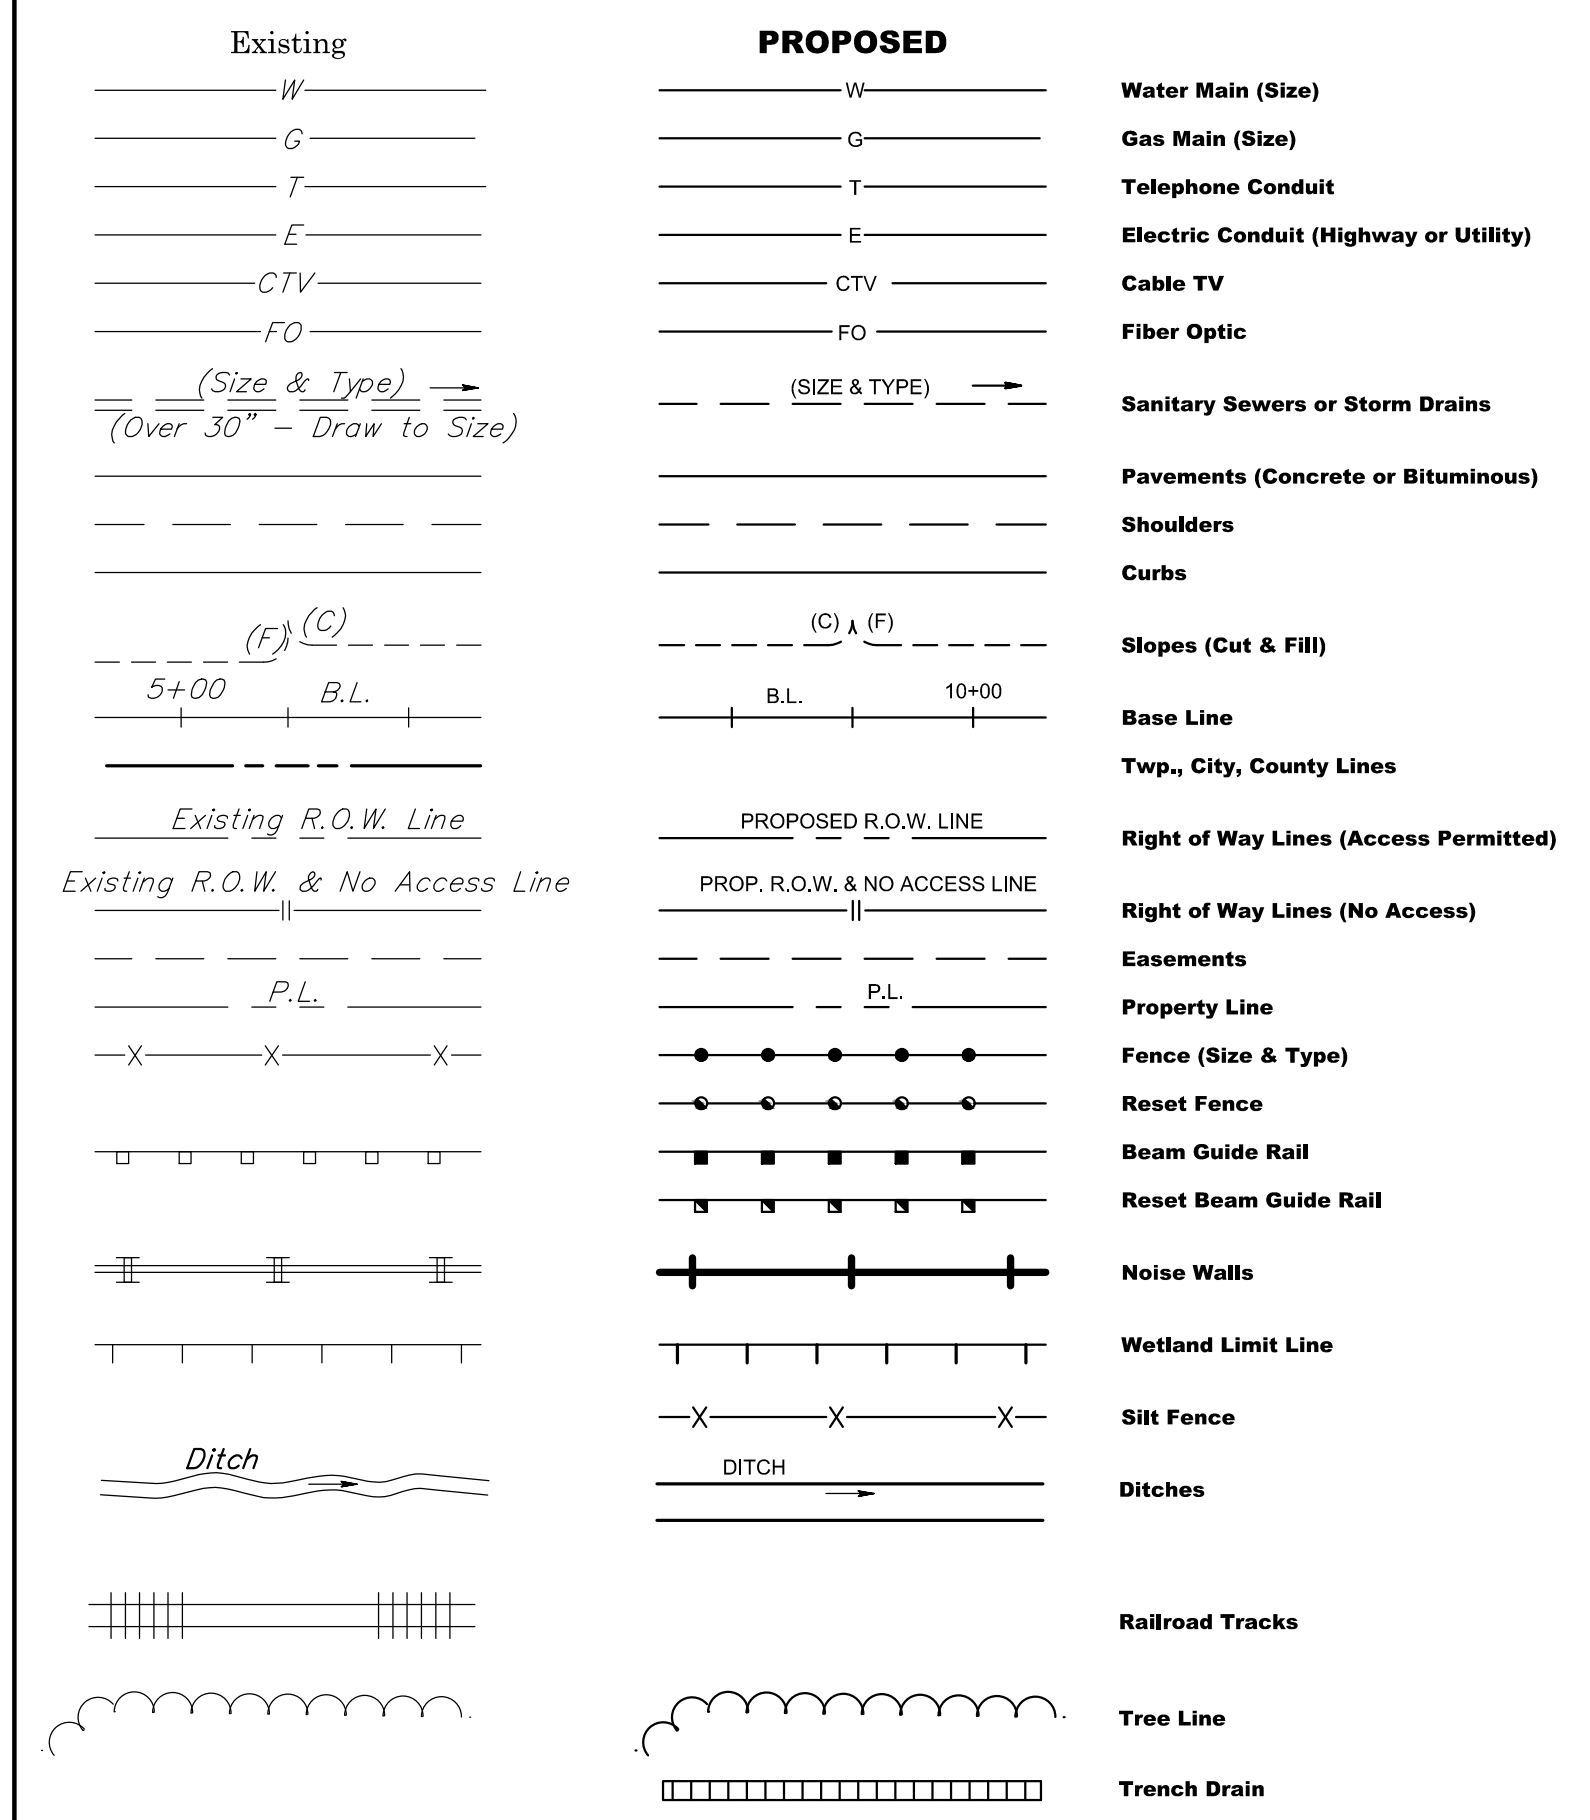 Existing PROPOSED
W W Water Main (Size)
G G Gas Main (Size)
T T Telephone Conduit
E E Electric Conduit (Highway or Utility)
CTV CTV Cable TV
FO FO Fiber Optic
(Size & Type) (SIZE & TYPE)
Sanitary Sewers or Storm Drains
(Over 30" - Draw to Size)
Pavements (Concrete or Bituminous)
Shoulders
Curbs
(F) (C) (C) (F)
Slopes (Cut & Fill)
5+00 B.L. B.L. 10+00
Base Line
Twp., City, County Lines
Existing R.O.W. Line PROPOSED R.O.W. LINE
Right of Way Lines (Access Permitted)
Existing R.O.W. & No Access Line PROP. R.O.W. & NO ACCESS LINE
Right of Way Lines (No Access)
Easements
P.L. P.L.
Property Line
X X X Fence (Size & Type)
Reset Fence
Beam Guide Rail
Reset Beam Guide Rail
Noise Walls
Wetland Limit Line
X X X Silt Fence
Ditch DITCH
Ditches
Railroad Tracks
Tree Line
Trench Drain